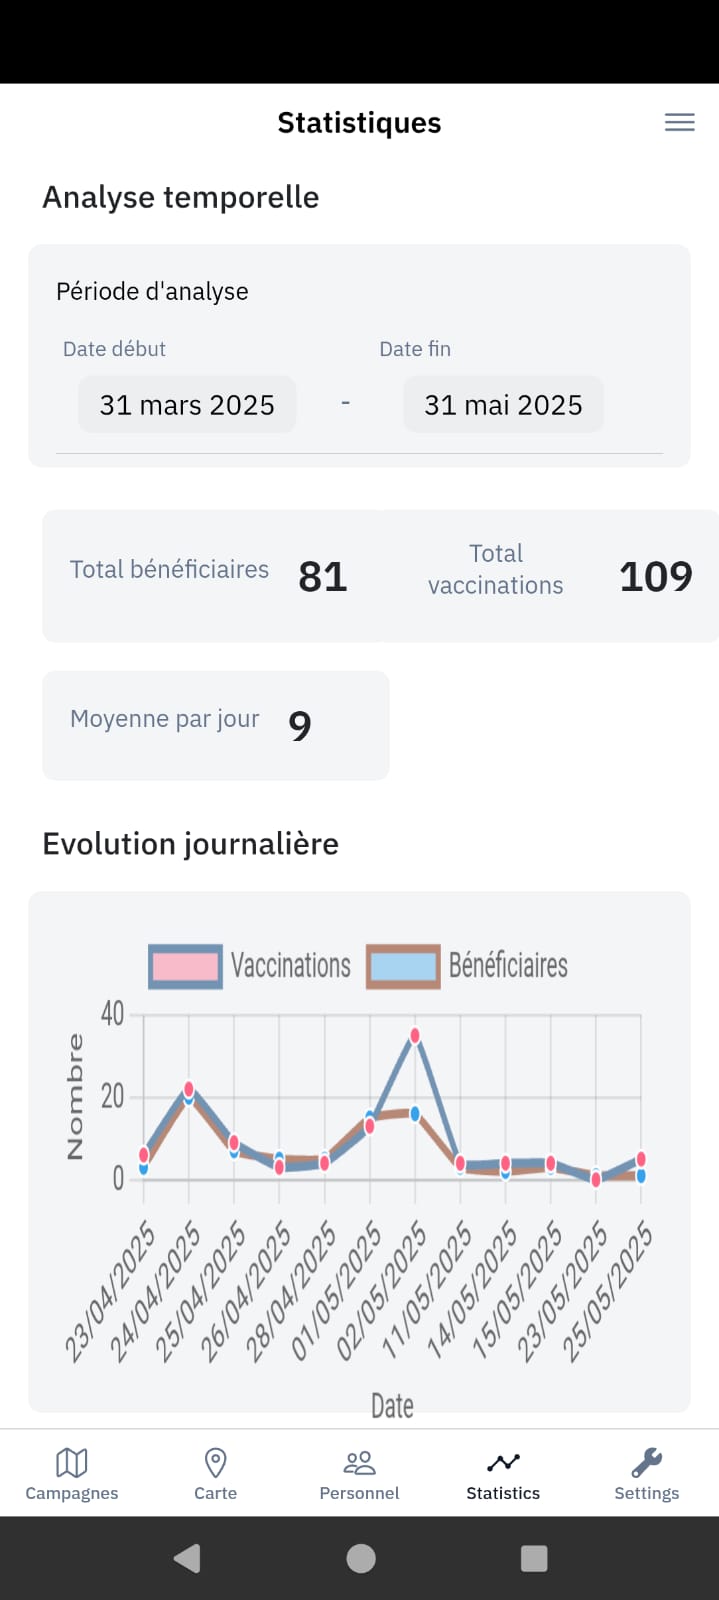 Statistiques
Analyse temporelle
Période d'analyse
Date début
Date fin
31 mars 2025
-
31 mai 2025
Total bénéficiaires
81
Total
vaccinations
109
Moyenne par jour
9
Evolution journalière
Vaccinations
Bénéficiaires
Nombre
40
20
0
23/04/2025
24/04/2025
25/04/2025
26/04/2025
28/04/2025
01/05/2025
02/05/2025
11/05/2025
14/05/2025
15/05/2025
23/05/2025
25/05/2025
Date
Campagnes
Carte
Personnel
Statistics
Settings